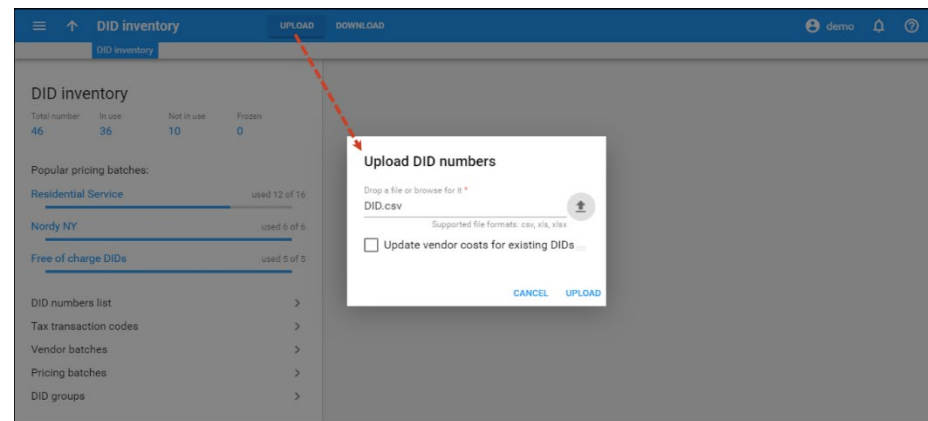 DID inventory UPLOAD DOWNLOAD demo
DID inventory
DID inventory
Total number In use Not in use Frozen
46 36 10 0
Popular pricing batches:
Residential Service used 12 of 16
Nordy NY used 6 of 6
Free of charge DIDs used 5 of 5
DID numbers list
Tax transaction codes
Vendor batches
Pricing batches
DID groups
Upload DID numbers
Drop a file or browse for it *
DID.csv
Supported file formats: csv, xls, xlsx
Update vendor costs for existing DIDs
CANCEL UPLOAD